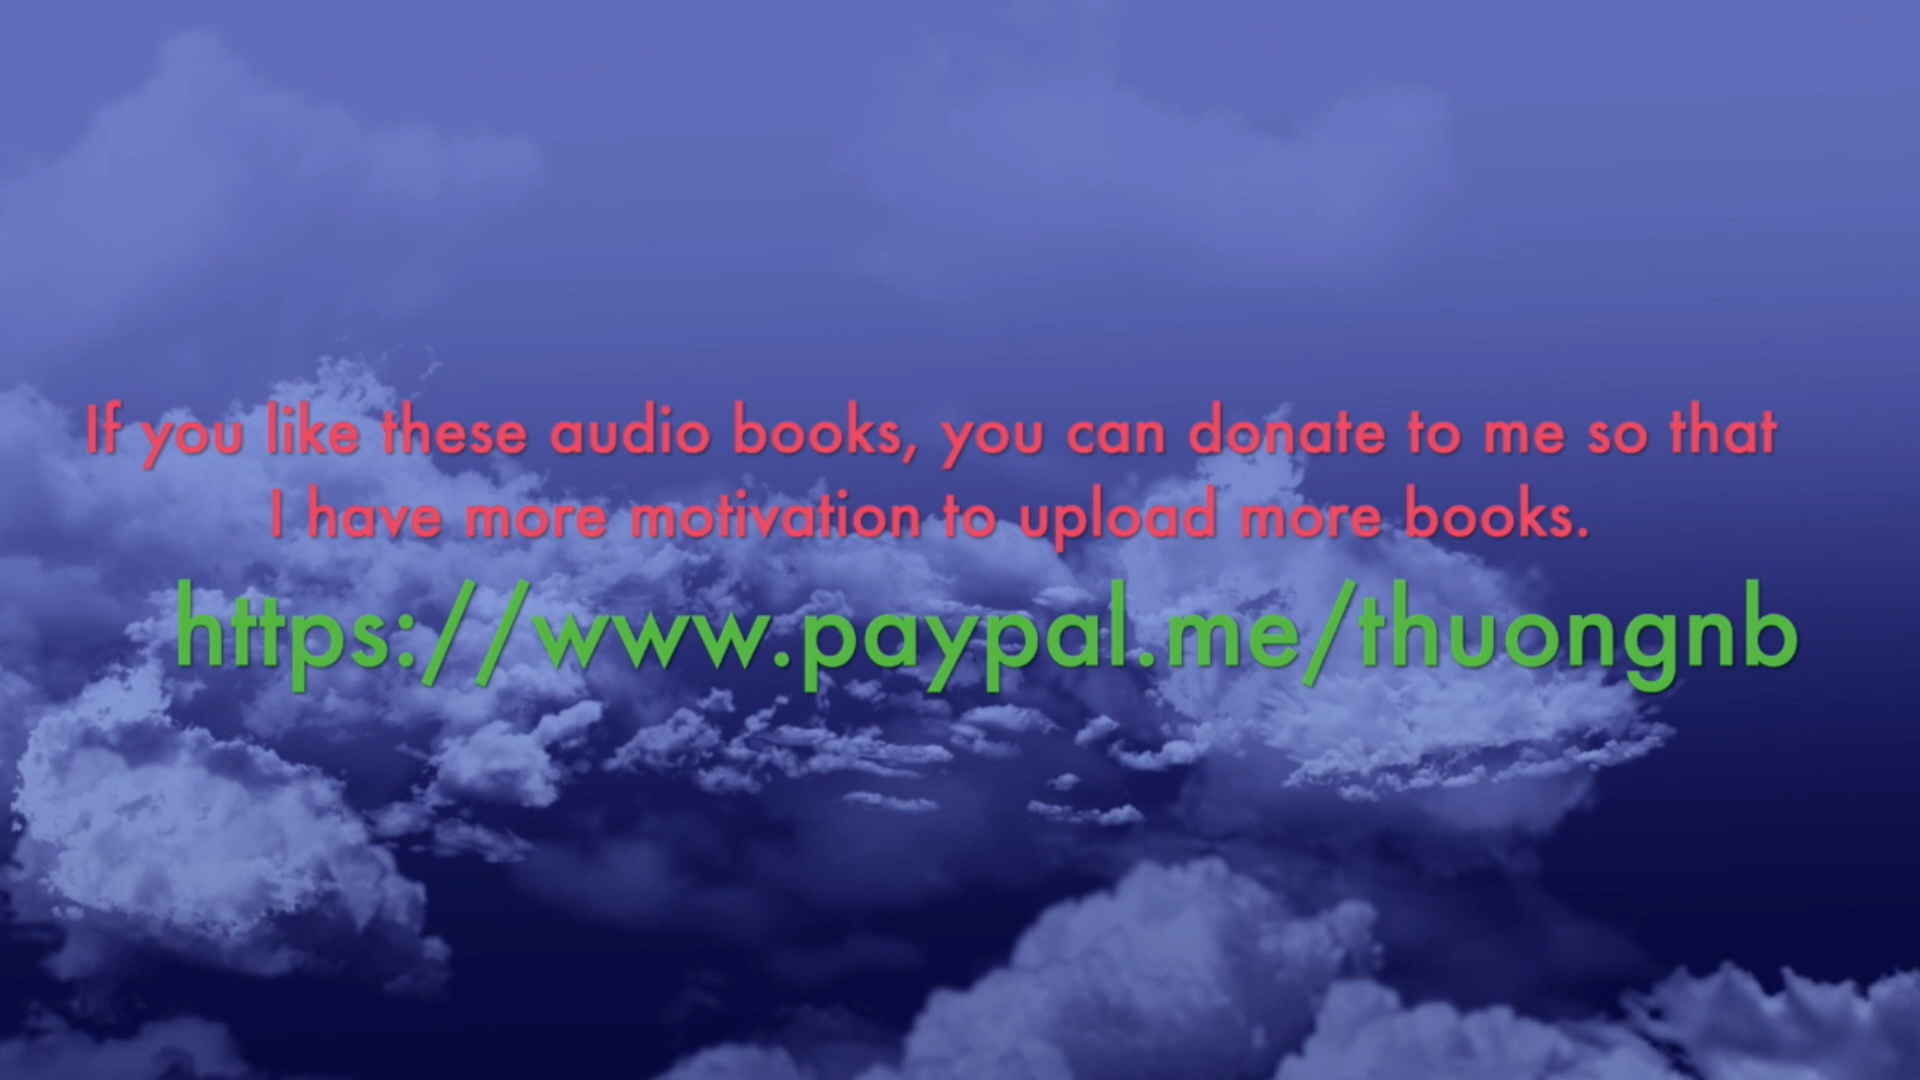 If you like these audio books, you can donate to me so that
I have more motivation to upload more books.
https://www.paypal.me/thuongnb